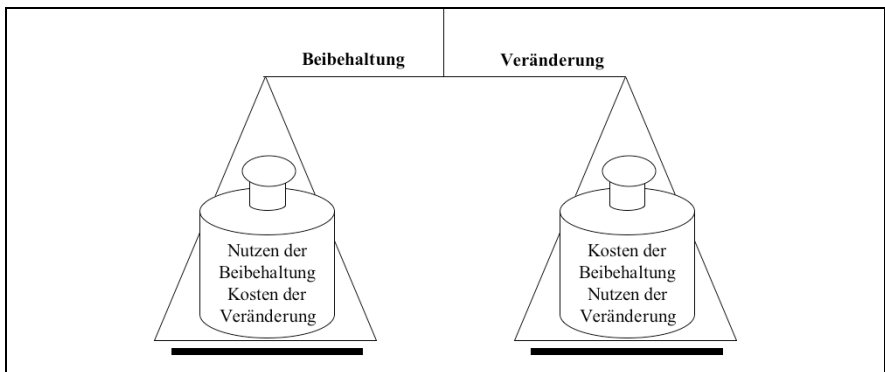 Beibehaltung
Veränderung
Nutzen der
Beibehaltung
Kosten der
Veränderung
Kosten der
Beibehaltung
Nutzen der
Veränderung